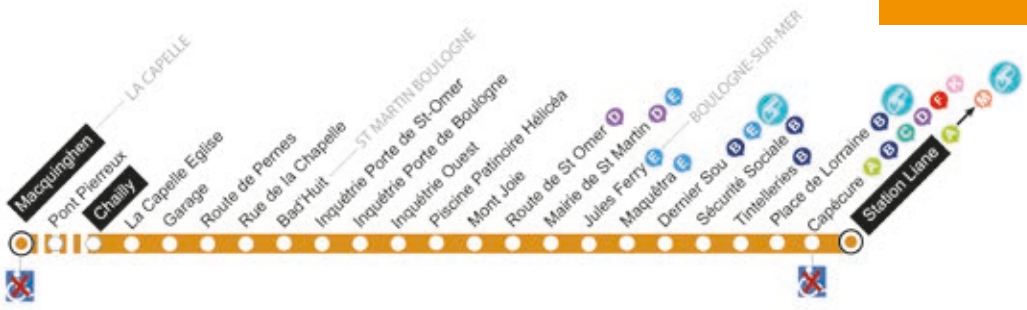 Macquinghen
LA CAPELLE
Pont Pierreux
Chailly
La Capelle Eglise
Garage
Route de Pernes
Rue de la Chapelle
Bad'Huit
ST MARTIN BOULOGNE
Inquétrie Porte de St-Omer
Inquétrie Porte de Boulogne
Inquétrie Ouest
Piscine Patinoire Hélicéa
Mont Joie
Route de St Omer D
Mairie de St Martin D E
Jules Ferry E
BOULOGNE-SUR-MER
Maquêtra E
Dernier Sou B E
Sécurité Sociale B
Tintelleries B
Place de Lorraine B
Capécure A B C D F
Station Liane A → M